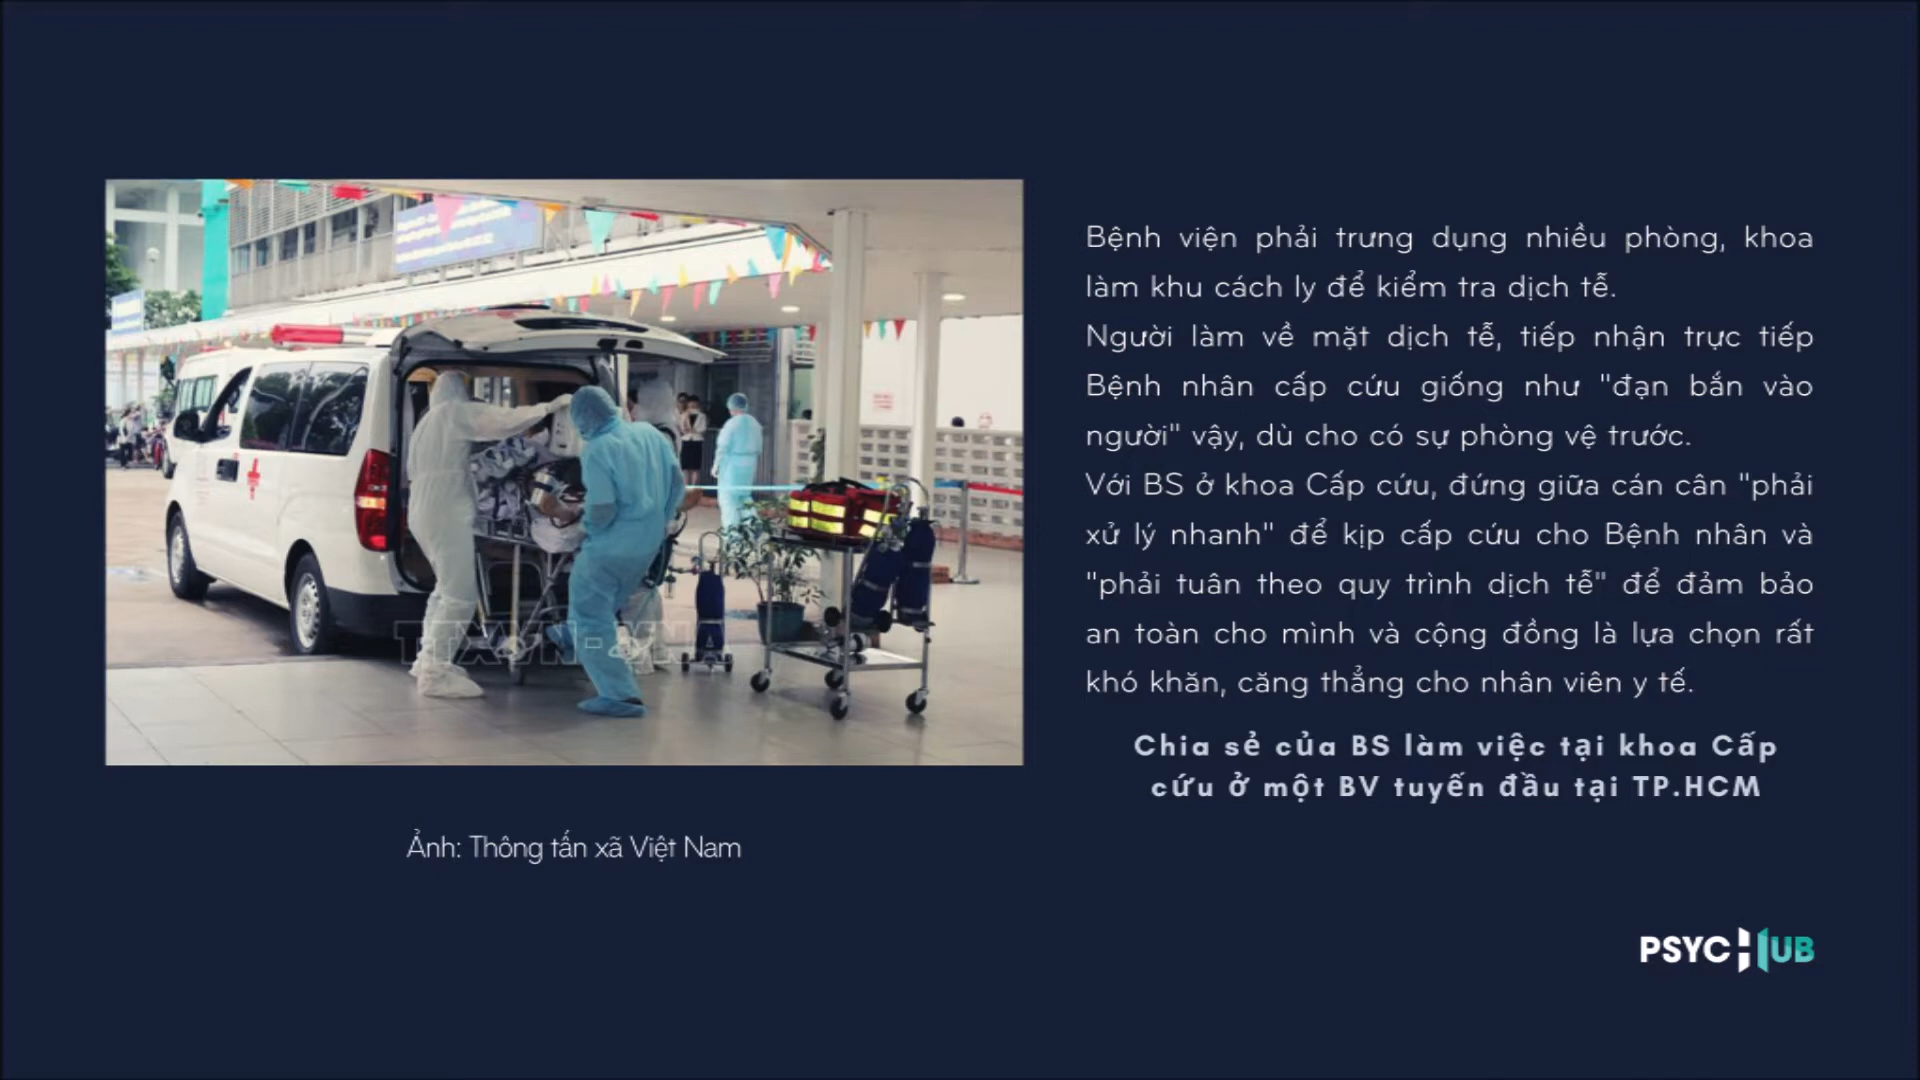 Bệnh viện phải trưng dụng nhiều phòng, khoa
làm khu cách ly để kiểm tra dịch tễ.
Người làm về mặt dịch tễ, tiếp nhận trực tiếp
Bệnh nhân cấp cứu giống như "đạn bắn vào
người" vậy, dù cho có sự phòng vệ trước.
Với BS ở khoa Cấp cứu, đứng giữa cán cân "phải
xử lý nhanh" để kịp cấp cứu cho Bệnh nhân và
"phải tuân theo quy trình dịch tễ" để đảm bảo
an toàn cho mình và cộng đồng là lựa chọn rất
khó khăn, căng thẳng cho nhân viên y tế.
Chia sẻ của BS làm việc tại khoa Cấp
cứu ở một BV tuyến đầu tại TP.HCM
TTXVN - VNA
Ảnh: Thông tấn xã Việt Nam
PSYCHUB